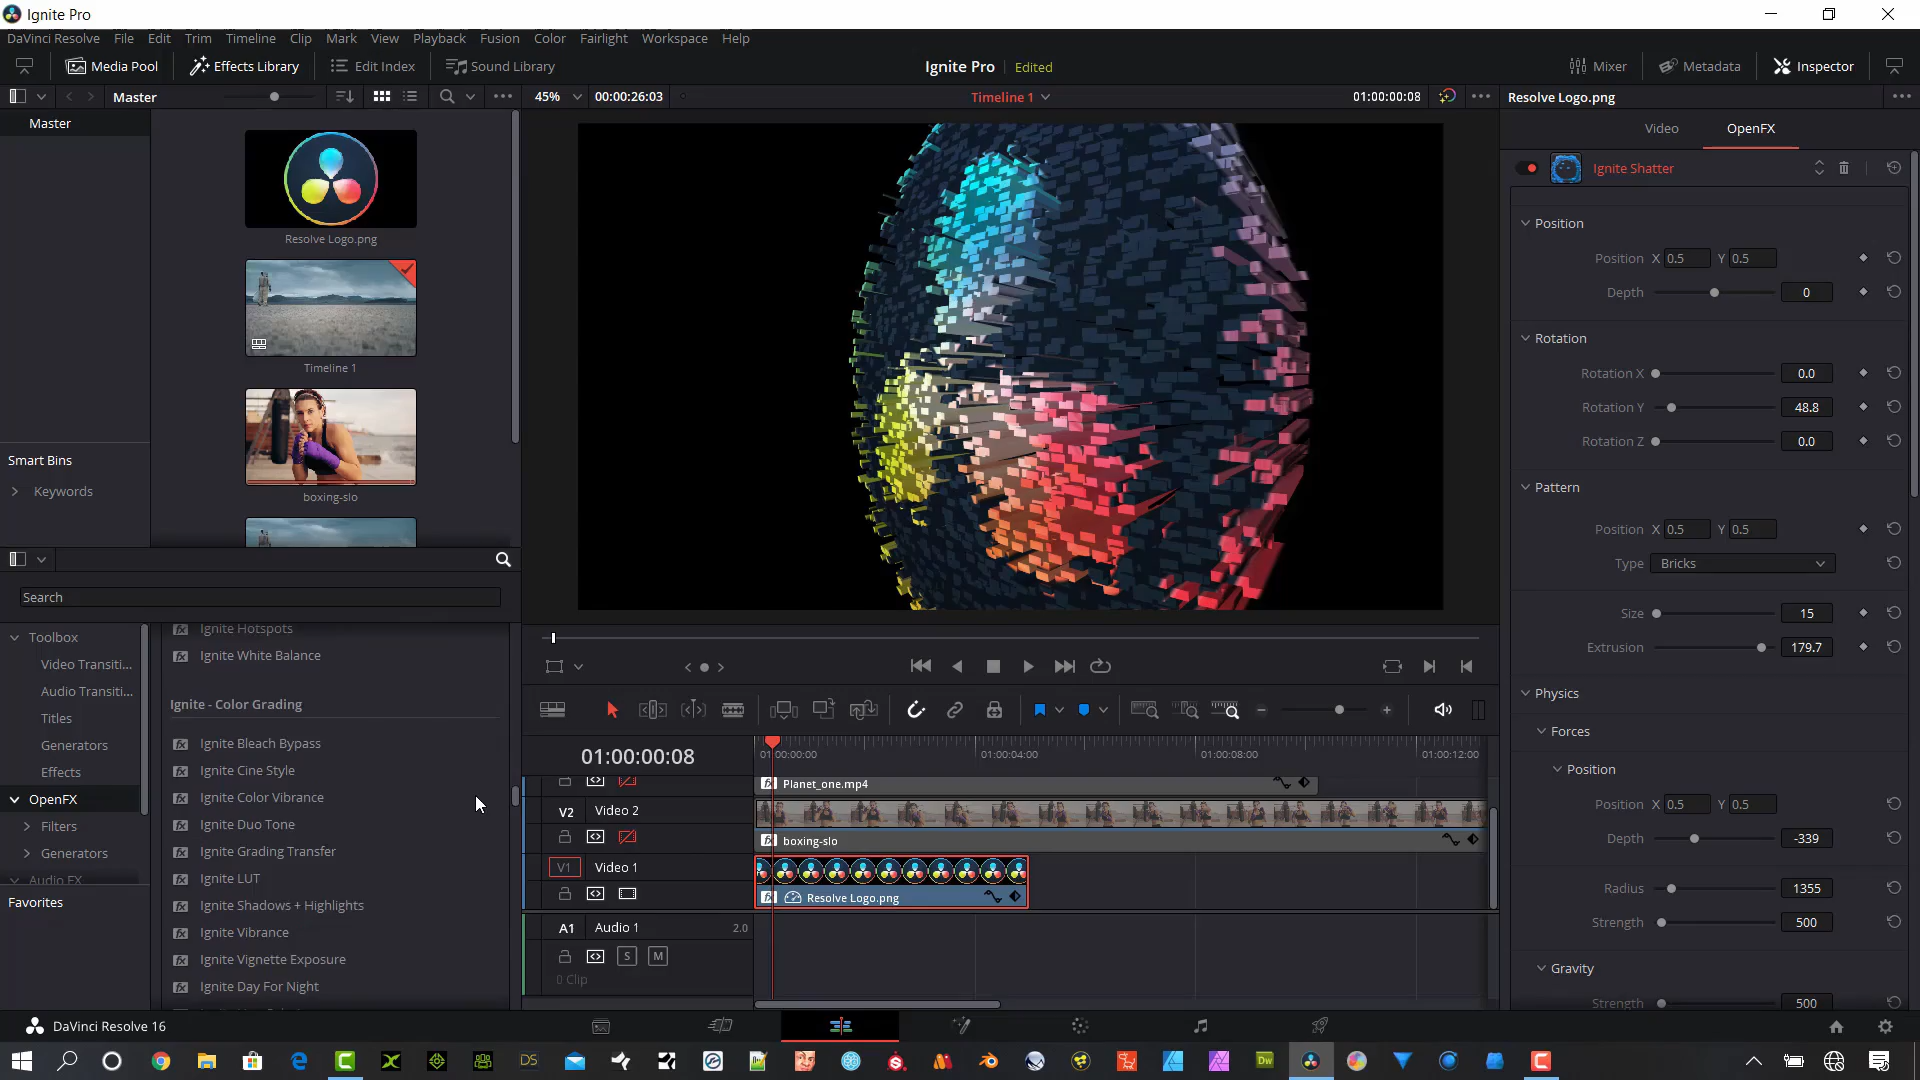 Ignite Pro
DaVinci Resolve File Edit Trim Timeline Clip Mark View Playback Fusion Color Fairlight Workspace Help
Media Pool Effects Library Edit Index Sound Library Ignite Pro Edited Mixer Metadata Inspector
Master 45% 00:00:26:03 Timeline 1 01:00:00:08 Resolve Logo.png
Master
Video OpenFX
Ignite Shatter
Resolve Logo.png
Timeline 1
boxing-slo
Smart Bins
Keywords
Position
Position X 0.5 Y 0.5
Depth 0
Rotation
Rotation X 0.0
Rotation Y 48.8
Rotation Z 0.0
Pattern
Position X 0.5 Y 0.5
Type Bricks
Size 15
Extrusion 179.7
Physics
Forces
Position
Position X 0.5 Y 0.5
Depth -339
Radius 1355
Strength 500
Gravity
Strength 500
Search
Toolbox
Video Transiti...
Audio Transiti...
Titles
Generators
Effects
OpenFX
Filters
Generators
Audio FX
Favorites
Ignite Hotspots
Ignite White Balance
Ignite - Color Grading
Ignite Bleach Bypass
Ignite Cine Style
Ignite Color Vibrance
Ignite Duo Tone
Ignite Grading Transfer
Ignite LUT
Ignite Shadows + Highlights
Ignite Vibrance
Ignite Vignette Exposure
Ignite Day For Night
01:00:00:08
01:00:00:00 01:00:04:00 01:00:08:00 01:00:12:00
Planet_one.mp4
V2 Video 2
boxing-slo
V1 Video 1
Resolve Logo.png
A1 Audio 1 2.0
S M
0 Clip
DaVinci Resolve 16
DS
Dw